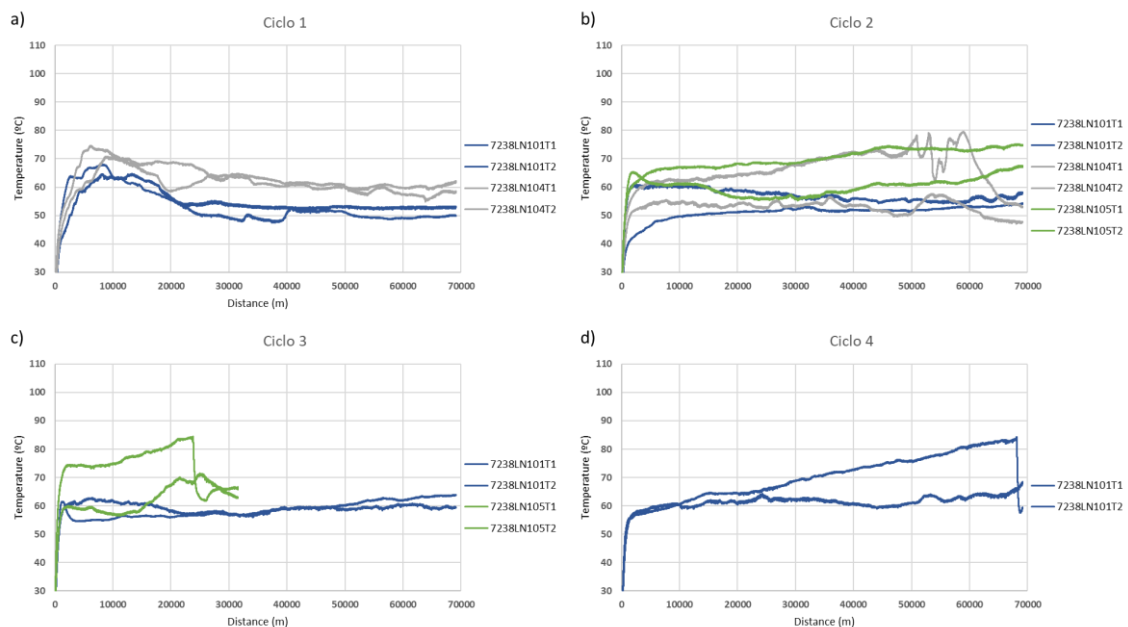 a)
Ciclo 1
110
100
90
80
70
60
50
40
30
Temperature (ºC)
0
10000
20000
30000
40000
50000
60000
70000
Distance (m)
7238LN101T1
7238LN101T2
7238LN104T1
7238LN104T2
b)
Ciclo 2
110
100
90
80
70
60
50
40
30
Temperature (ºC)
0
10000
20000
30000
40000
50000
60000
70000
Distance (m)
7238LN101T1
7238LN101T2
7238LN104T1
7238LN104T2
7238LN105T1
7238LN105T2
c)
Ciclo 3
110
100
90
80
70
60
50
40
30
Temperature (ºC)
0
10000
20000
30000
40000
50000
60000
70000
Distance (m)
7238LN101T1
7238LN101T2
7238LN105T1
7238LN105T2
d)
Ciclo 4
110
100
90
80
70
60
50
40
30
Temperature (ºC)
0
10000
20000
30000
40000
50000
60000
70000
Distance (m)
7238LN101T1
7238LN101T2